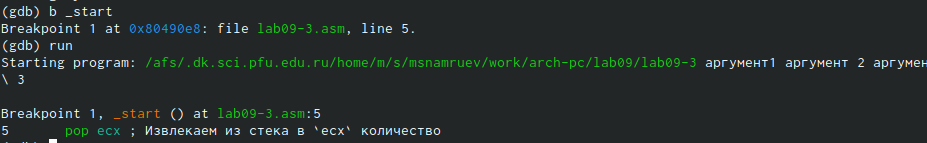 (gdb) b _start
Breakpoint 1 at 0x80490e8: file lab09-3.asm, line 5.
(gdb) run
Starting program: /afs/.dk.sci.pfu.edu.ru/home/m/s/msnamruev/work/arch-pc/lab09/lab09-3 аргумент1 аргумент 2 аргумен
\ 3
Breakpoint 1, _start () at lab09-3.asm:5
5 pop ecx ; Извлекаем из стека в `ecx` количество